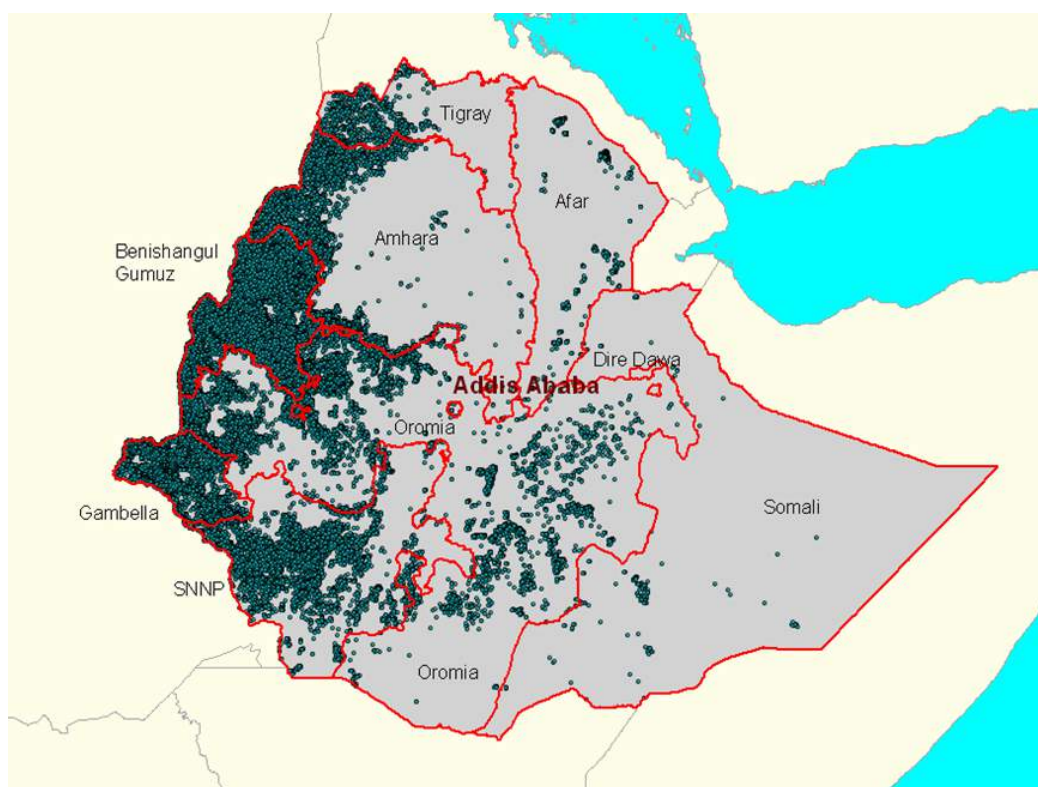 Tigray
Afar
Amhara
Benishangul
Gumuz
Dire Dawa
Addis Ababa
Oromia
Somali
Gambella
SNNP
Oromia